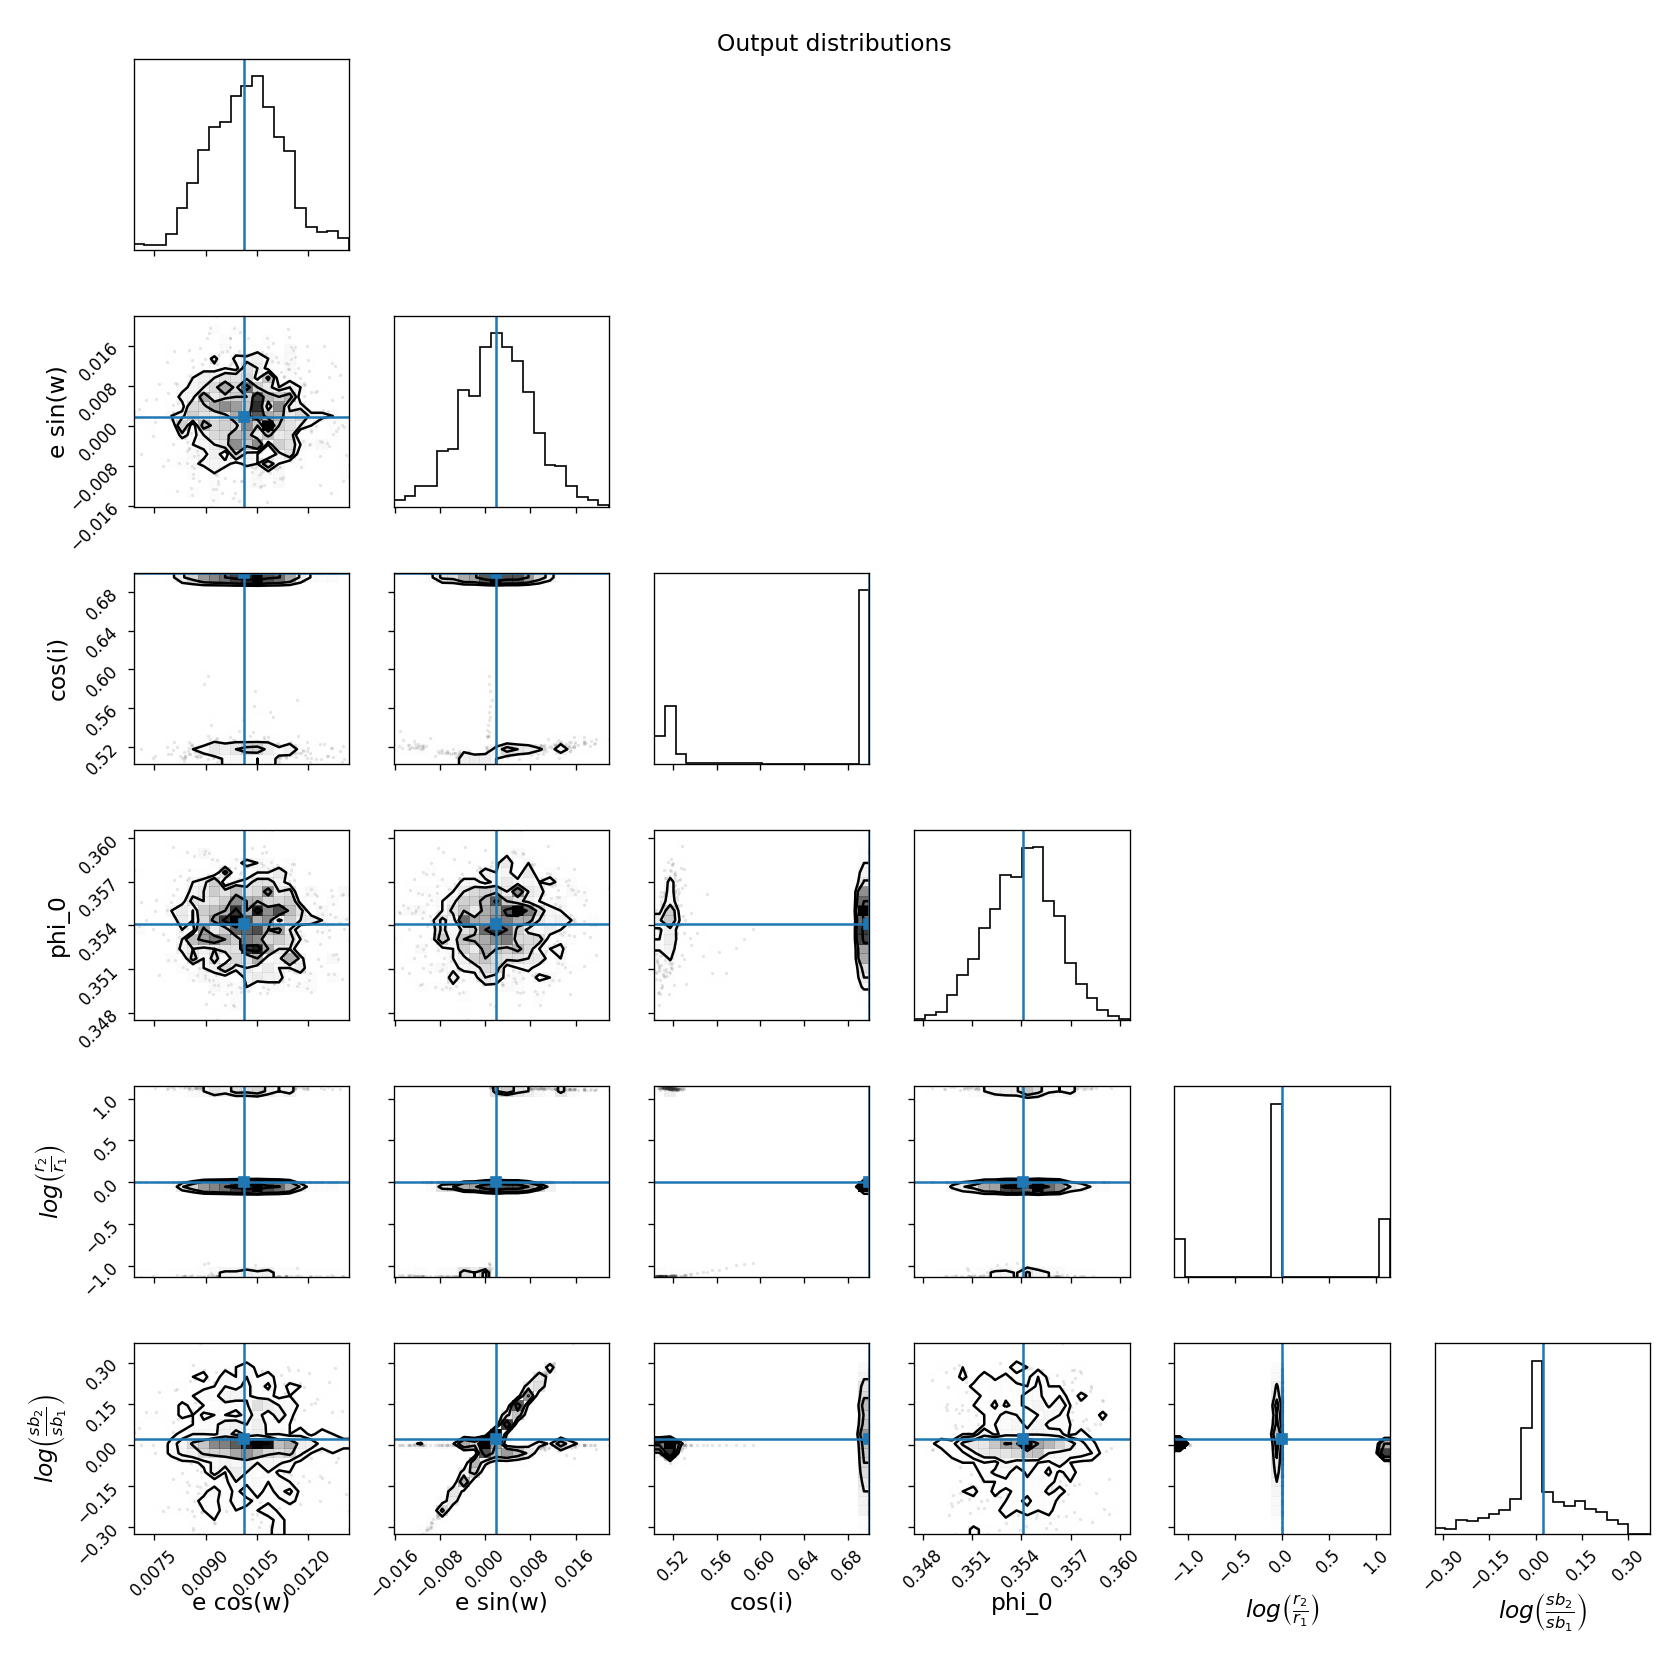 Output distributions
e sin(w)
0.016
0.008
0.000
−0.008
−0.016
cos(i)
0.68
0.64
0.60
0.56
0.52
phi_0
0.360
0.357
0.354
0.351
0.348
log(r2/r1)
1.0
0.5
0.0
−0.5
−1.0
log(sb2/sb1)
0.30
0.15
0.00
−0.15
−0.30
0.0075 0.0090 0.0105 0.0120
−0.016 −0.008 0.000 0.008 0.016
0.52 0.56 0.60 0.64 0.68
0.348 0.351 0.354 0.357 0.360
−1.0 −0.5 0.0 0.5 1.0
−0.30 −0.15 0.00 0.15 0.30
e cos(w) e sin(w) cos(i) phi_0 log(r2/r1) log(sb2/sb1)